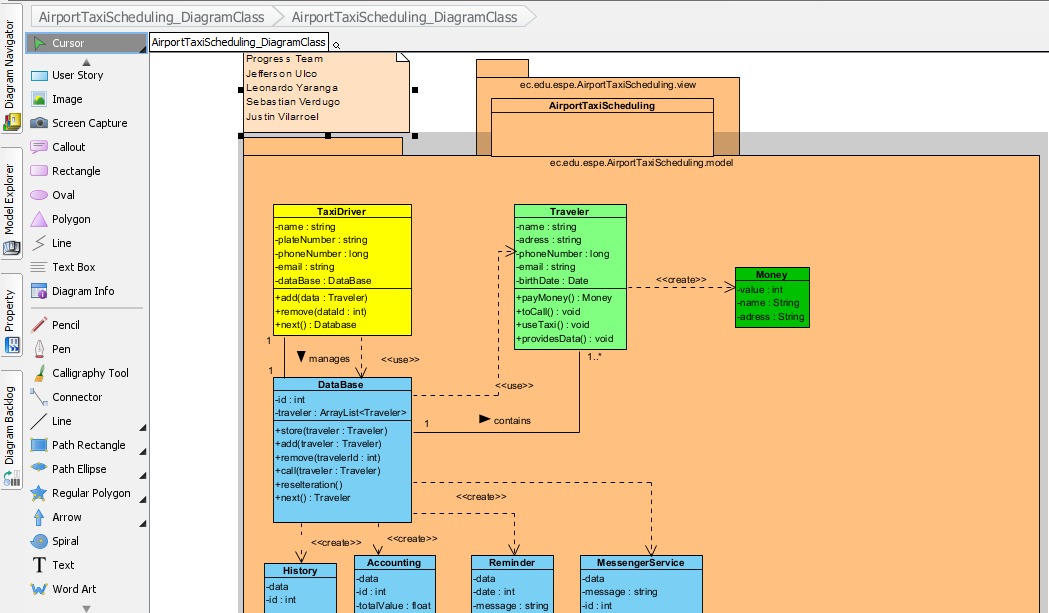 AirportTaxiScheduling_DiagramClass
AirportTaxiScheduling_DiagramClass
Diagram Navigator
Model Explorer
Property
Diagram Backlog
Cursor
User Story
Image
Screen Capture
Callout
Rectangle
Oval
Polygon
Line
Text Box
Diagram Info
Pencil
Pen
Calligraphy Tool
Connector
Line
Path Rectangle
Path Ellipse
Regular Polygon
Arrow
Spiral
Text
Word Art
AirportTaxiScheduling_DiagramClass
Progress Team
Jefferson Ulco
Leonardo Yaranga
Sebastian Verdugo
Justin Vilarroel
ec.edu.espe.AirportTaxiScheduling.view
AirportTaxiScheduling
ec.edu.espe.AirportTaxiScheduling.model
TaxiDriver
-name : string
-plateNumber : string
-phoneNumber : long
-email : string
-dataBase : DataBase
+add(data : Traveler)
+remove(dataId : int)
+next() : Database
Traveler
-name : string
-adress : string
-phoneNumber : long
-email : string
-birthDate : Date
+payMoney() : Money
+toCall() : void
+useTaxi() : void
+providesData() : void
<<create>>
Money
-value : int
-name : String
-adress : String
1
manages
1
<<use>>
1..*
<<use>>
1
contains
DataBase
-id : int
-traveler : ArrayList<Traveler>
+store(traveler : Traveler)
+add(traveler : Traveler)
+remove(travelerId : int)
+call(traveler : Traveler)
+reseIteration()
+next() : Traveler
<<create>>
<<create>>
<<create>>
History
-data
-id : int
Accounting
-data
-id : int
-totalValue : float
Reminder
-data
-date : int
-message : string
MessengerService
-data
-message : string
-id : int